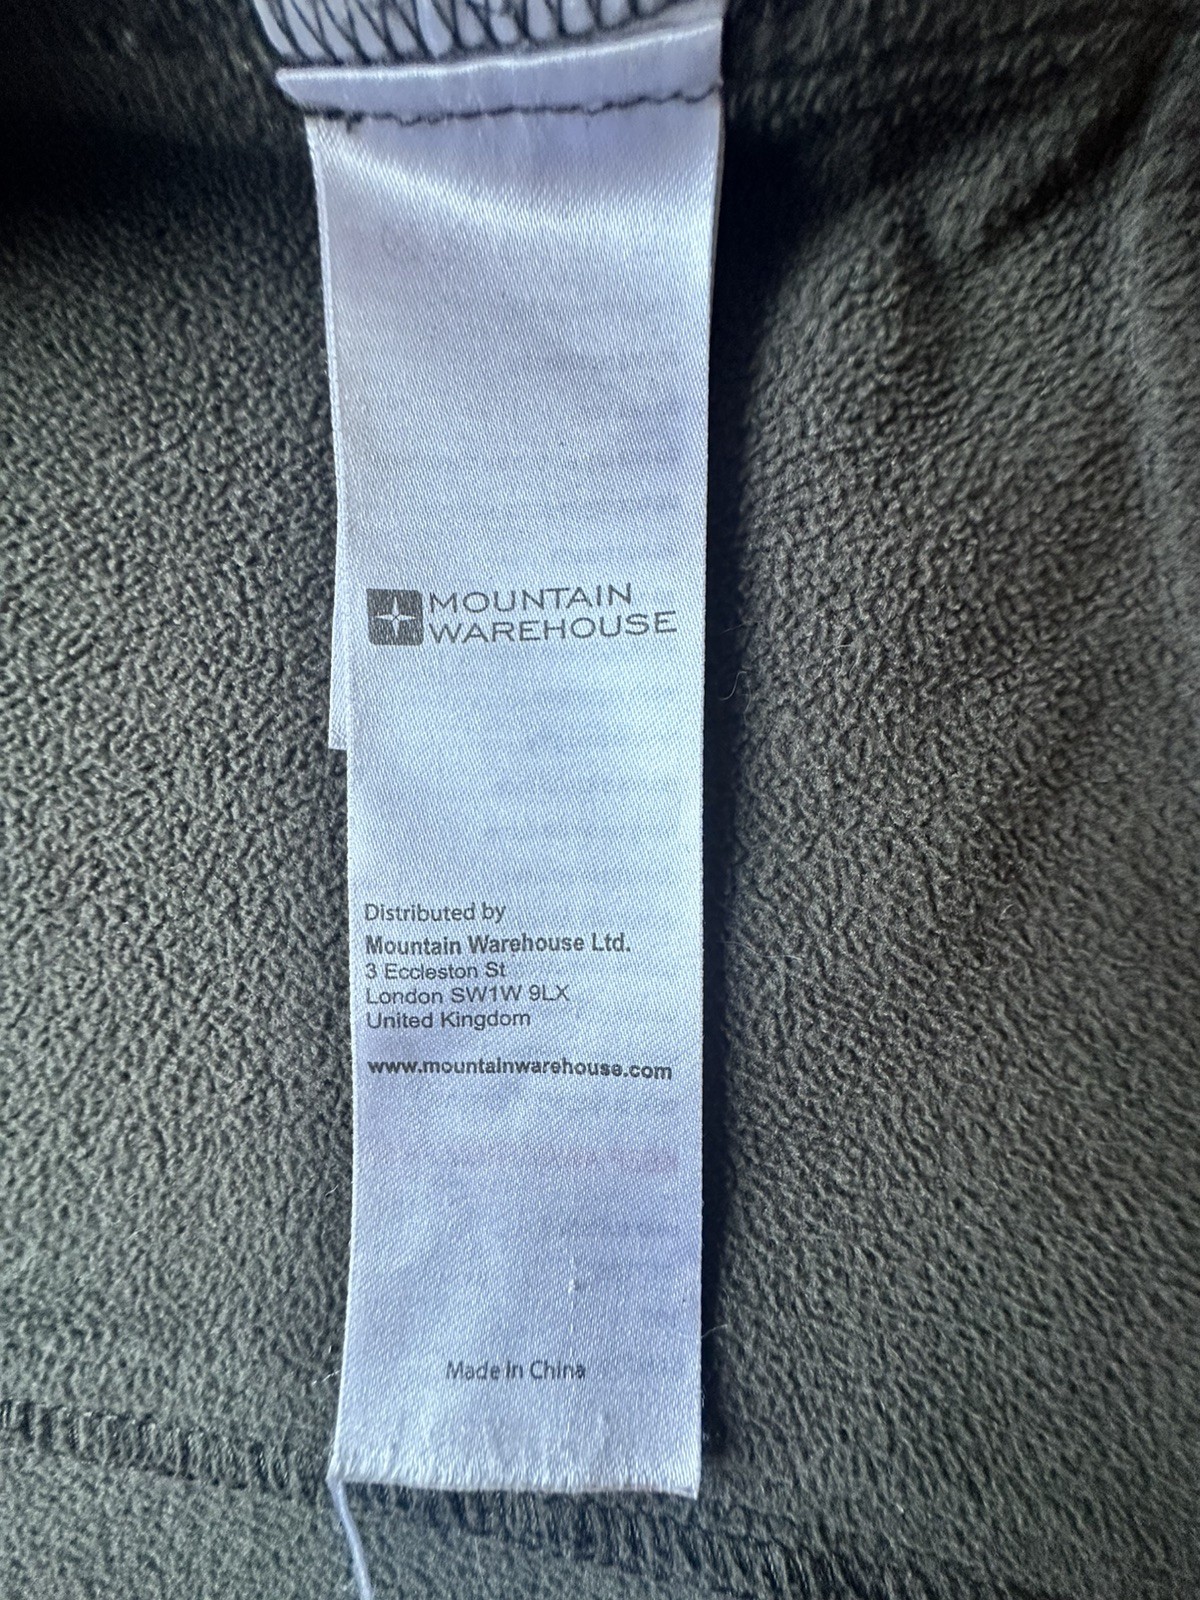 MOUNTAIN
WAREHOUSE
Distributed by
Mountain Warehouse Ltd.
3 Eccleston St
London SW1W 9LX
United Kingdom
www.mountainwarehouse.com
Made In China